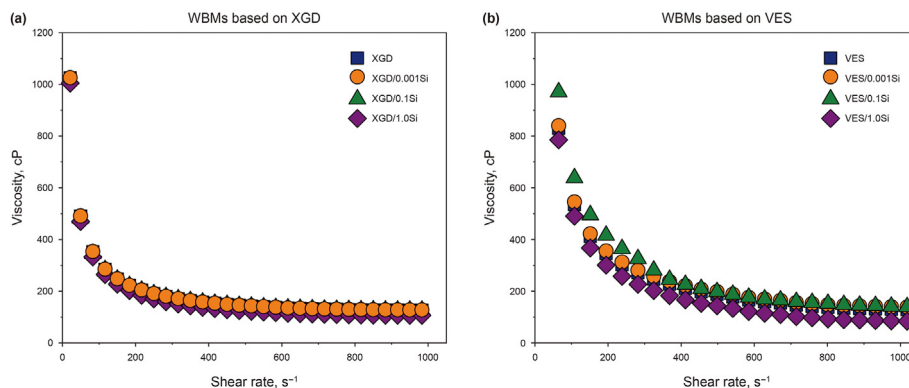 (a)
WBMs based on XGD
1200
1000
800
600
400
200
0
0
200
400
600
800
1000
Viscosity, cP
Shear rate, s⁻¹
XGD
XGD/0.001Si
XGD/0.1Si
XGD/1.0Si
(b)
WBMs based on VES
1200
1000
800
600
400
200
0
0
200
400
600
800
1000
Viscosity, cP
Shear rate, s⁻¹
VES
VES/0.001Si
VES/0.1Si
VES/1.0Si